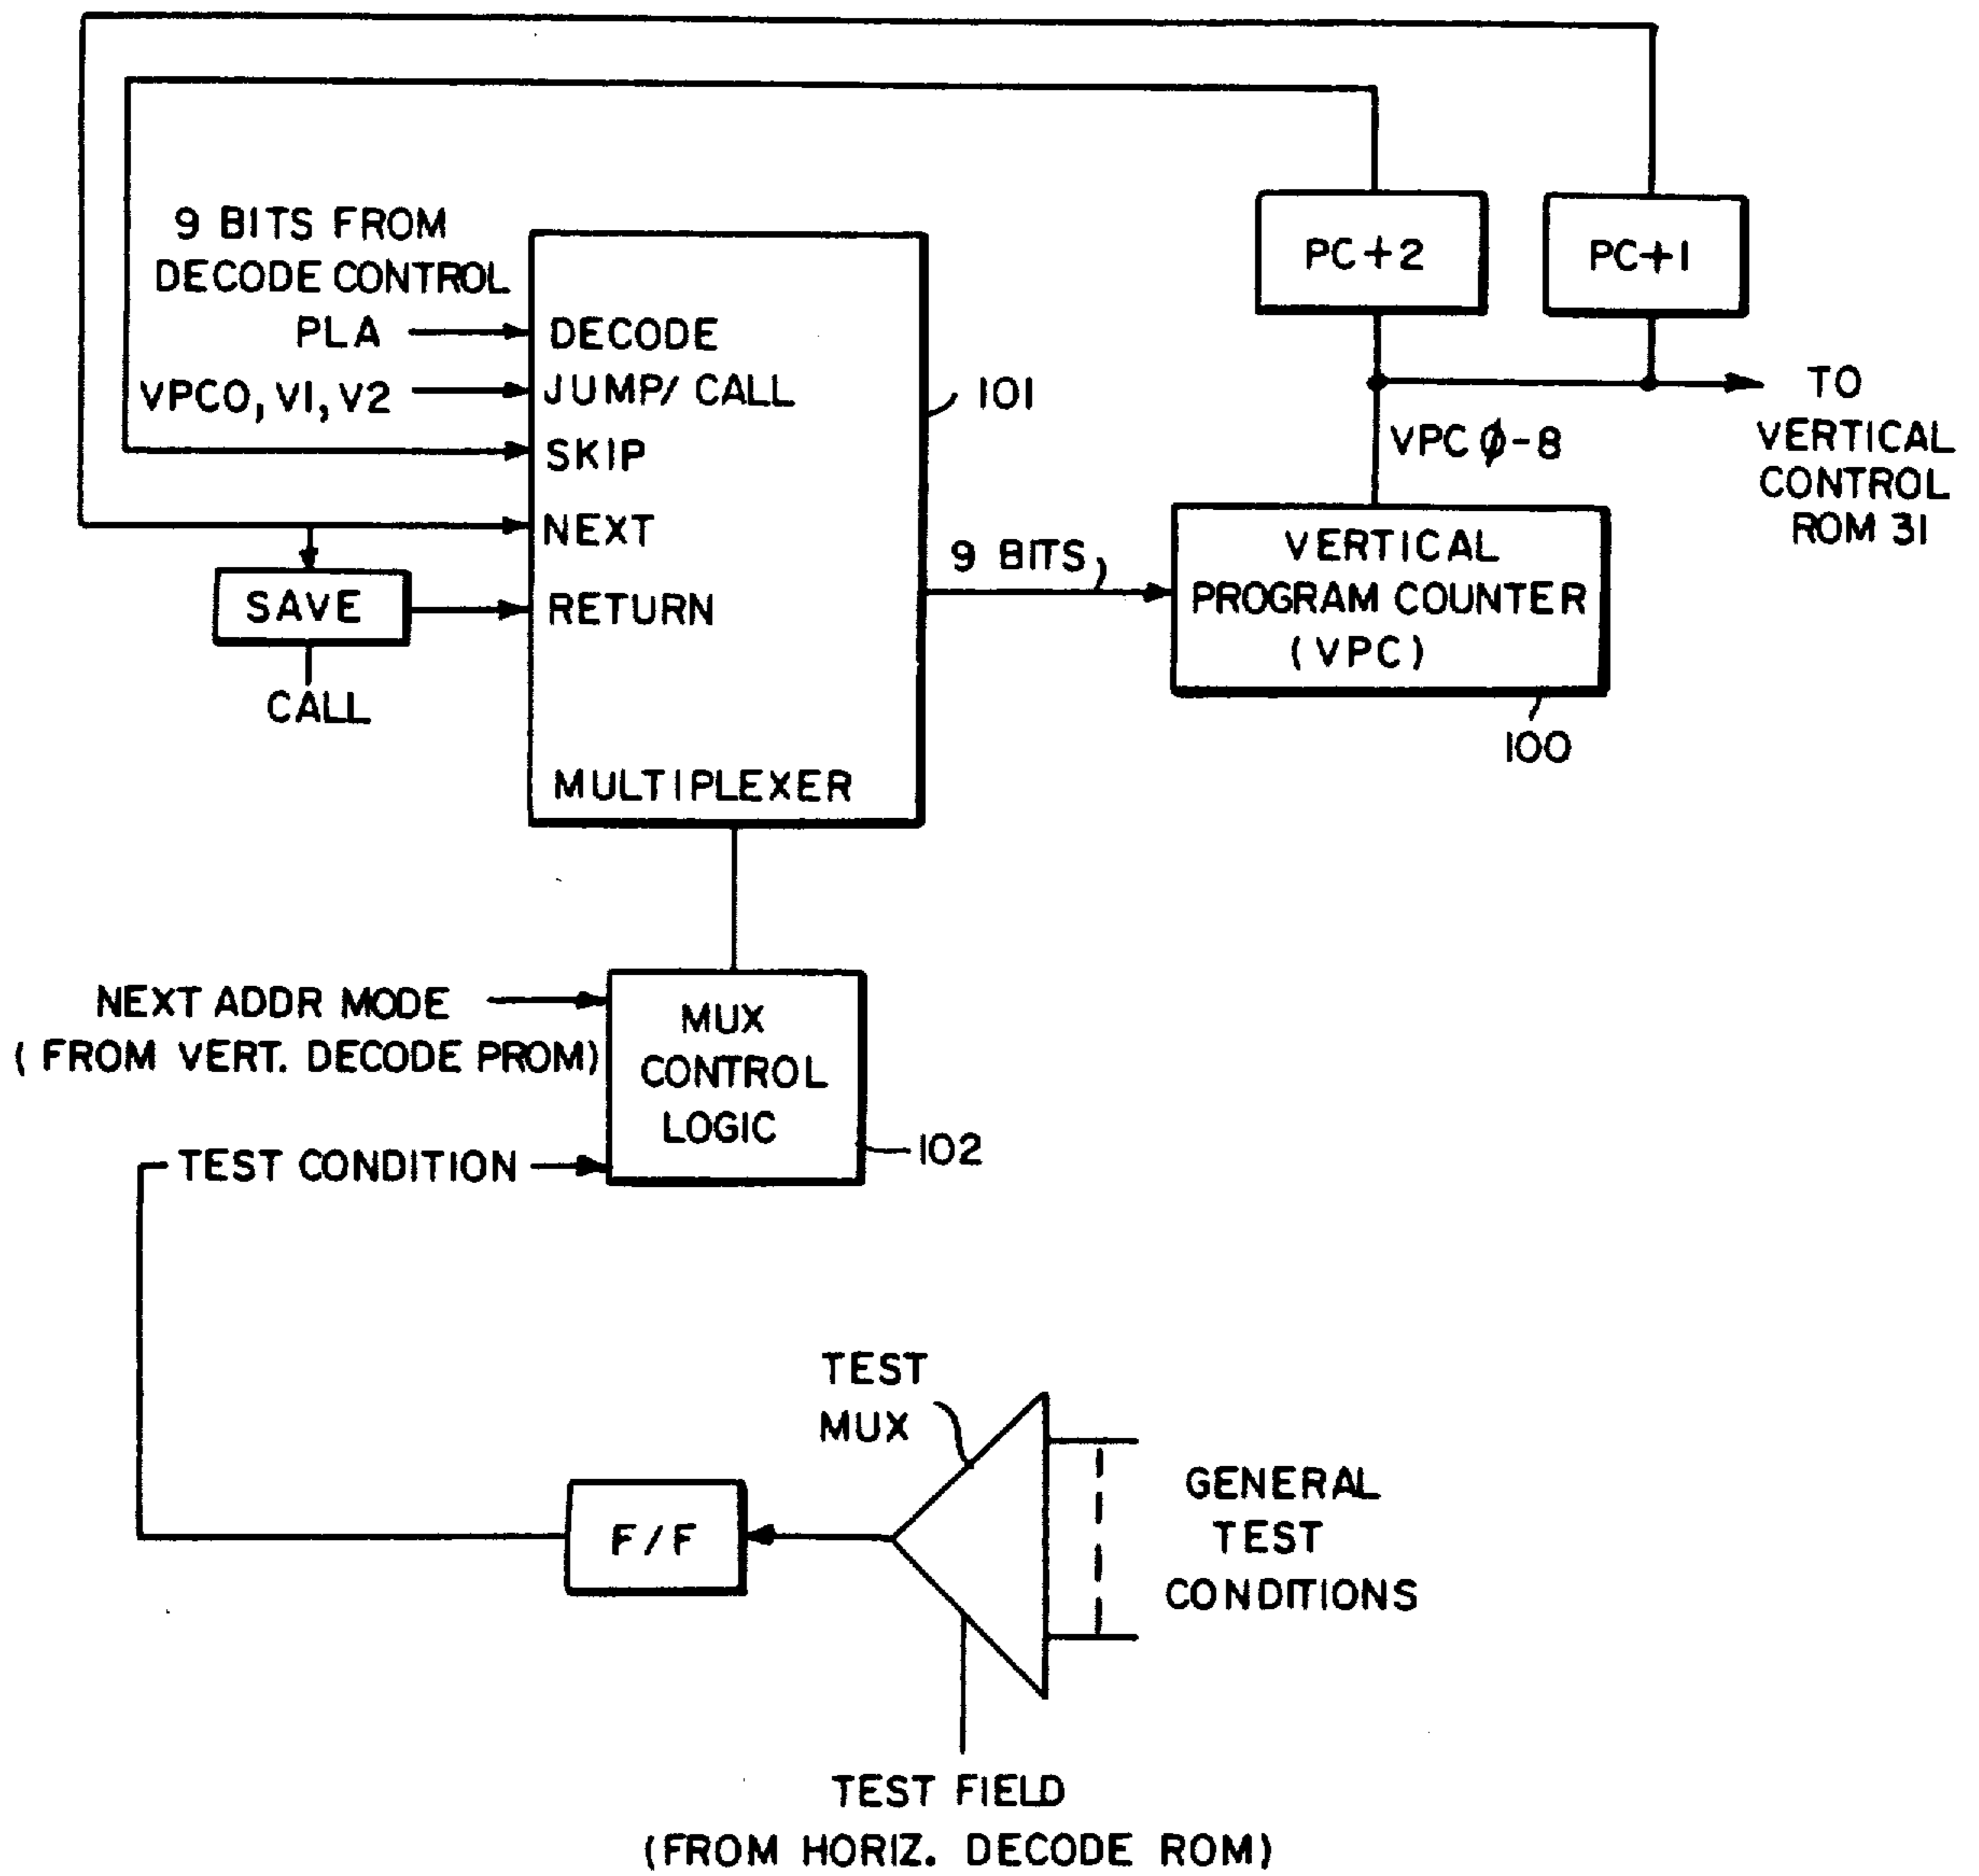 PC+2
PC+1
9 BITS FROM
DECODE CONTROL
PLA
VPC0, V1, V2
DECODE
JUMP/ CALL
SKIP
NEXT
RETURN
MULTIPLEXER
101
SAVE
CALL
9 BITS
VPC ∅-8
TO
VERTICAL
CONTROL
ROM 31
VERTICAL
PROGRAM COUNTER
(VPC)
100
NEXT ADDR MODE
(FROM VERT. DECODE PROM)
TEST CONDITION
MUX
CONTROL
LOGIC
102
TEST
MUX
F/F
GENERAL
TEST
CONDITIONS
TEST FIELD
(FROM HORIZ. DECODE ROM)